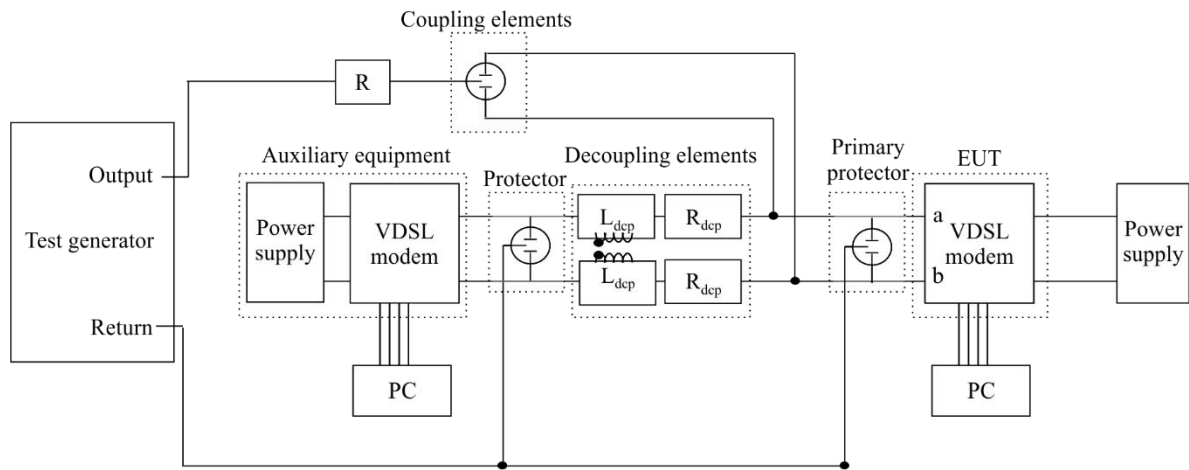 Coupling elements
R
Output
Test generator
Return
Auxiliary equipment
Power
supply
VDSL
modem
PC
Protector
Decoupling elements
L_dcp
R_dcp
L_dcp
R_dcp
Primary
protector
EUT
a
b
VDSL
modem
PC
Power
supply